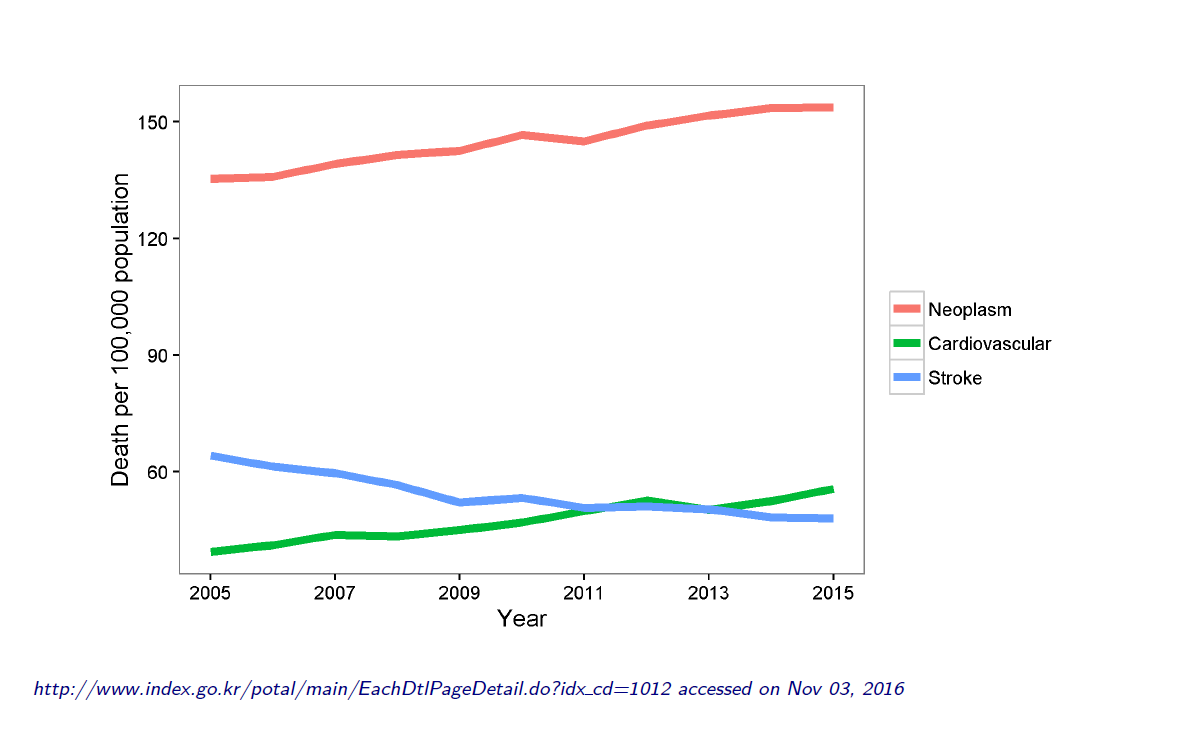 150
120
90
60
Death per 100,000 population
2005 2007 2009 2011 2013 2015
Year
Neoplasm
Cardiovascular
Stroke
http://www.index.go.kr/potal/main/EachDtlPageDetail.do?idx_cd=1012 accessed on Nov 03, 2016